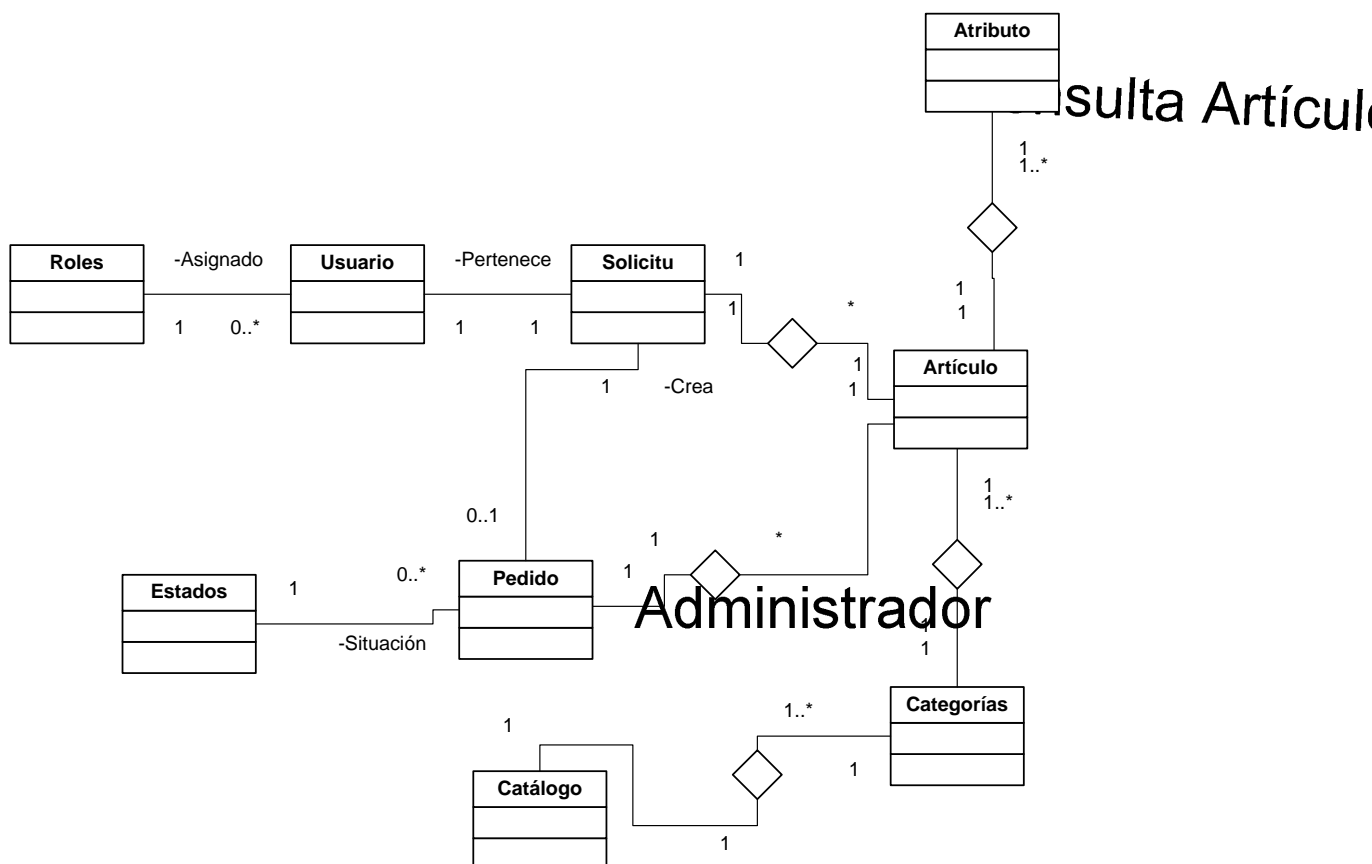 Atributo
nsulta Artícul
1
1..*
Roles
-Asignado
Usuario
-Pertenece
Solicitu
1
1
0..*
1
1
1
*
1
1
Artículo
1
1
1
-Crea
1
1..*
0..1
1
*
Estados
1
0..*
Pedido
1
-Situación
Administrador
1
1
Categorías
1
1..*
1
Catálogo
1